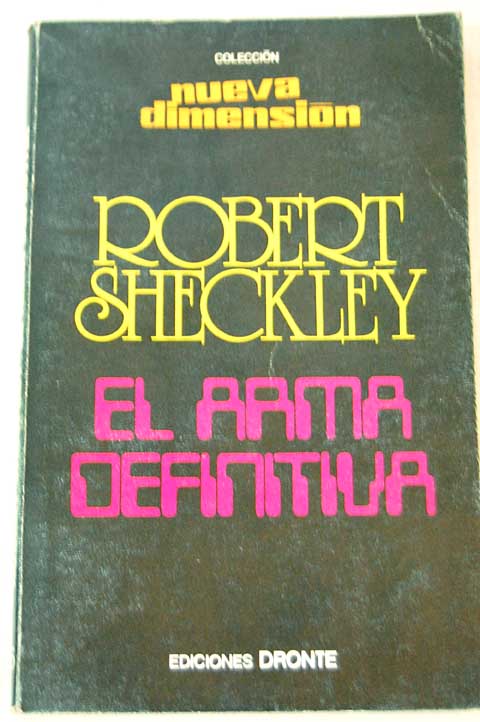 COLECCIÓN
nueva
dimensión
ROBERT
SHECKLEY
EL ARMA
DEFINITIVA
EDICIONES DRONTE